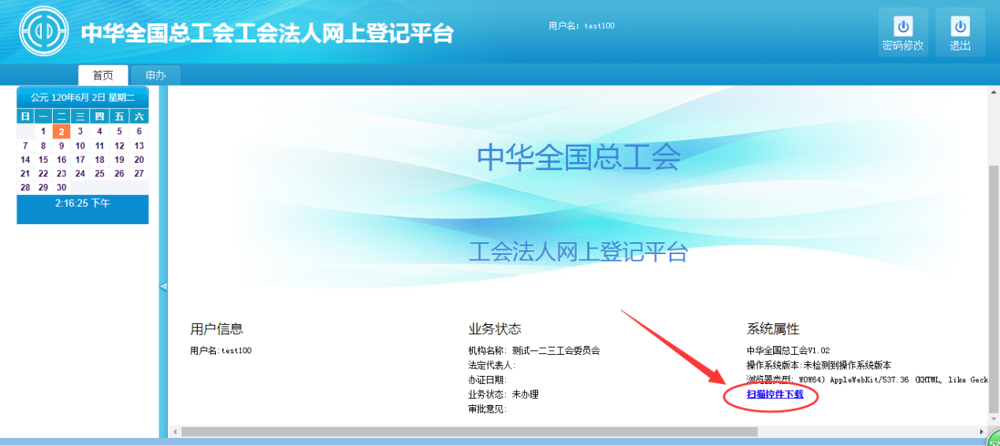 中华全国总工会工会法人网上登记平台
用户名: test100
密码修改
退出
首页
申办
公元 120年6月 2日 星期二
日 一 二 三 四 五 六
1 2 3 4 5 6
7 8 9 10 11 12 13
14 15 16 17 18 19 20
21 22 23 24 25 26 27
28 29 30
2:16:25 下午
中华全国总工会
工会法人网上登记平台
用户信息
用户名:test100
业务状态
机构名称: 测试一二三工会委员会
法定代表人:
办证日期:
业务状态: 未办理
审批意见:
系统属性
中华全国总工会V1.02
操作系统版本:未检测到操作系统版本
浏览器类型: WOW64) AppleWebKit/537.36 (KHTML, like Geck
扫描控件下载
52